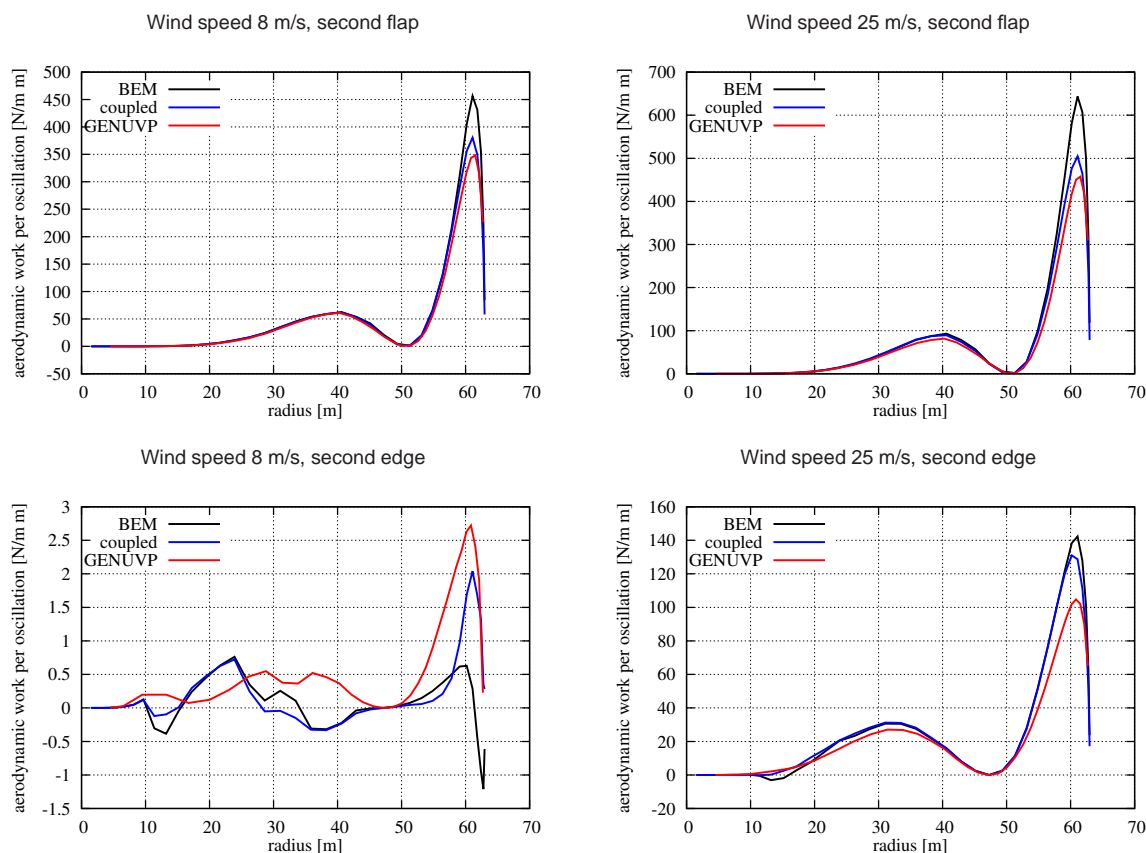 Wind speed 8 m/s, second flap
aerodynamic work per oscillation [N/m m]
500
450
400
350
300
250
200
150
100
50
0
-50
BEM
coupled
GENUVP
0 10 20 30 40 50 60 70
radius [m]
Wind speed 25 m/s, second flap
aerodynamic work per oscillation [N/m m]
700
600
500
400
300
200
100
0
BEM
coupled
GENUVP
0 10 20 30 40 50 60 70
radius [m]
Wind speed 8 m/s, second edge
aerodynamic work per oscillation [N/m m]
3
2.5
2
1.5
1
0.5
0
-0.5
-1
-1.5
BEM
coupled
GENUVP
0 10 20 30 40 50 60 70
radius [m]
Wind speed 25 m/s, second edge
aerodynamic work per oscillation [N/m m]
160
140
120
100
80
60
40
20
0
-20
BEM
coupled
GENUVP
0 10 20 30 40 50 60 70
radius [m]